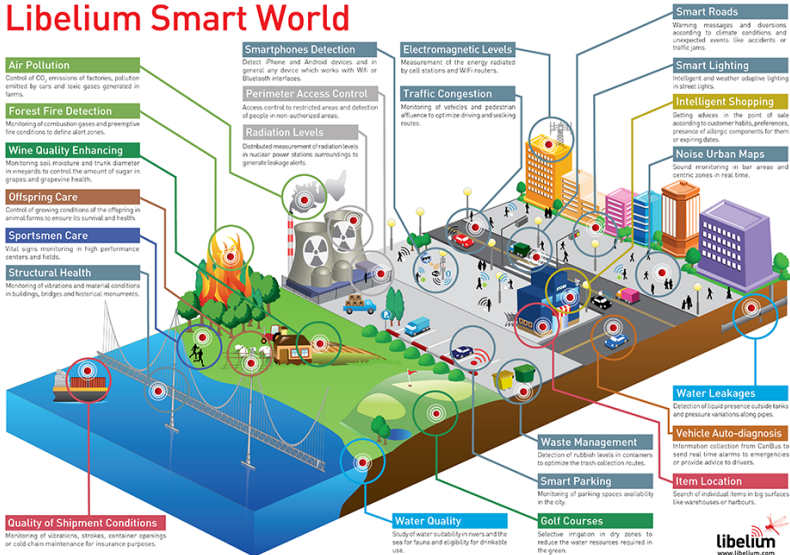 Libelium Smart World
Air Pollution
Control of CO2 emissions of factories, pollution
emitted by cars and toxic gases generated in
farms.
Forest Fire Detection
Monitoring of combustion gases and preemptive
fire conditions to define alert zones.
Wine Quality Enhancing
Monitoring soil moisture and trunk diameter
in vineyards to control the amount of sugar in
grapes and grapevine health.
Offspring Care
Control of growing conditions of the offspring in
animal farms to ensure its survival and health.
Sportsmen Care
Vital signs monitoring in high performance
centers and fields.
Structural Health
Monitoring of vibrations and material conditions
in buildings, bridges and historical monuments.
Quality of Shipment Conditions
Monitoring of vibrations, strokes, container openings
or cold chain maintenance for insurance purposes.
Smartphones Detection
Detect iPhone and Android devices and in
general any device which works with Wifi or
Bluetooth interfaces.
Perimeter Access Control
Access control to restricted areas and detection
of people in non-authorized areas.
Radiation Levels
Distributed measurement of radiation levels
in nuclear power stations surroundings to
generate leakage alerts.
Electromagnetic Levels
Measurement of the energy radiated
by cell stations and WiFi routers.
Traffic Congestion
Monitoring of vehicles and pedestrian
affluence to optimize driving and walking
routes.
Smart Roads
Warning messages and diversions
according to climate conditions and
unexpected events like accidents or
traffic jams.
Smart Lighting
Intelligent and weather adaptive lighting
in street lights.
Intelligent Shopping
Getting advices in the point of sale
according to customer habits, preferences,
presence of allergic components for them
or expiring dates.
Noise Urban Maps
Sound monitoring in bar areas and
centric zones in real time.
Water Leakages
Detection of liquid presence outside tanks
and pressure variations along pipes.
Vehicle Auto-diagnosis
Information collection from CanBus to
send real time alarms to emergencies
or provide advice to drivers.
Item Location
Search of individual items in big surfaces
like warehouses or harbours.
Waste Management
Detection of rubbish levels in containers
to optimize the trash collection routes.
Smart Parking
Monitoring of parking spaces availability
in the city.
Golf Courses
Selective irrigation in dry zones to
reduce the water resources required in
the green.
Water Quality
Study of water suitability in rivers and the
sea for fauna and eligibility for drinkable
use.
P
libelium
www.libelium.com